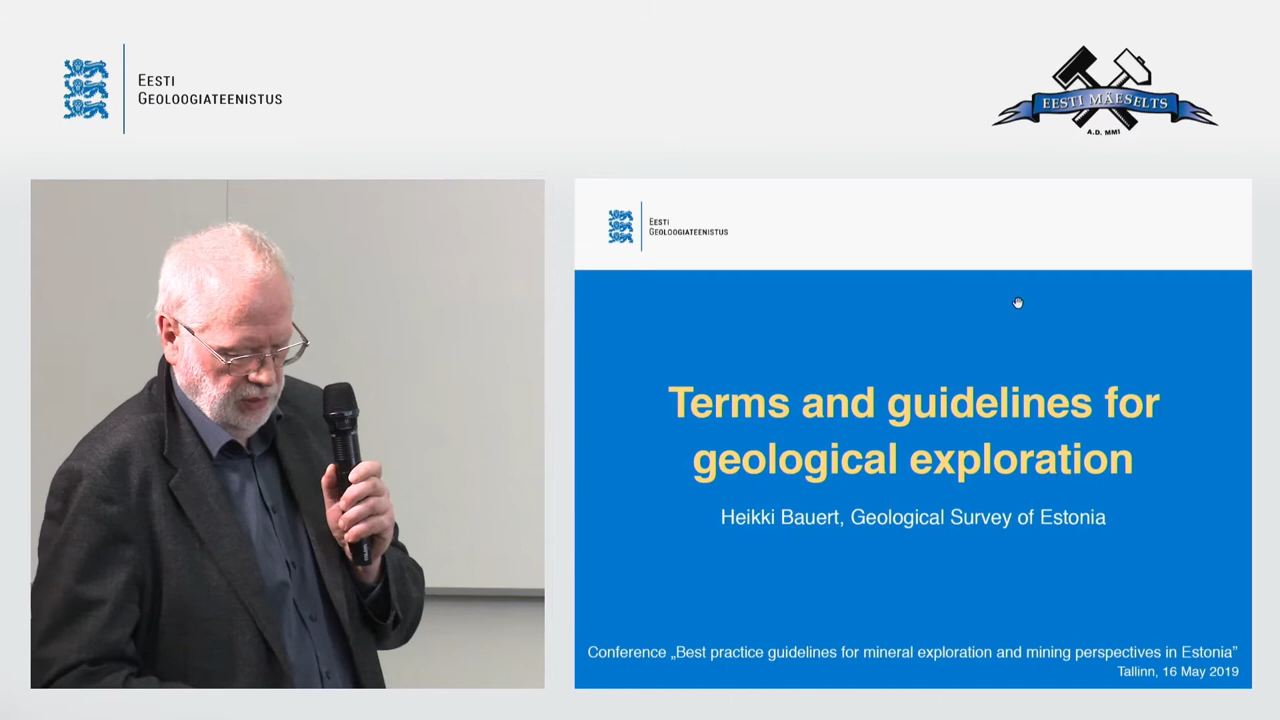 EESTI
GEOLOOGIATEENISTUS
EESTI MÄESELTS
A.D. MMI
EESTI
GEOLOOGIATEENISTUS
Terms and guidelines for
geological exploration
Heikki Bauert, Geological Survey of Estonia
Conference „Best practice guidelines for mineral exploration and mining perspectives in Estonia”
Tallinn, 16 May 2019